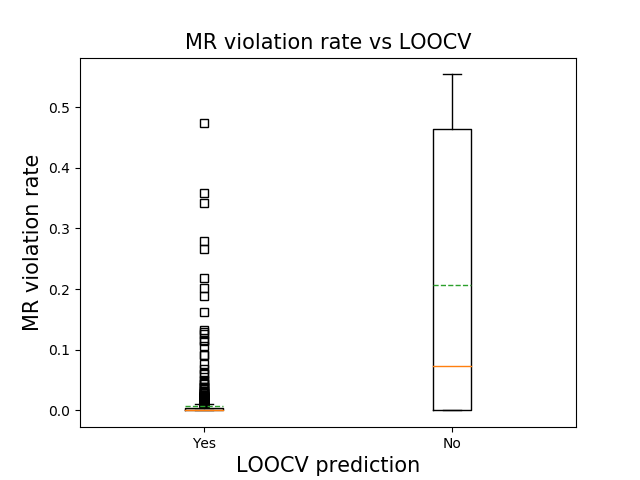 MR violation rate vs LOOCV
MR violation rate
0.5
0.4
0.3
0.2
0.1
0.0
Yes
No
LOOCV prediction